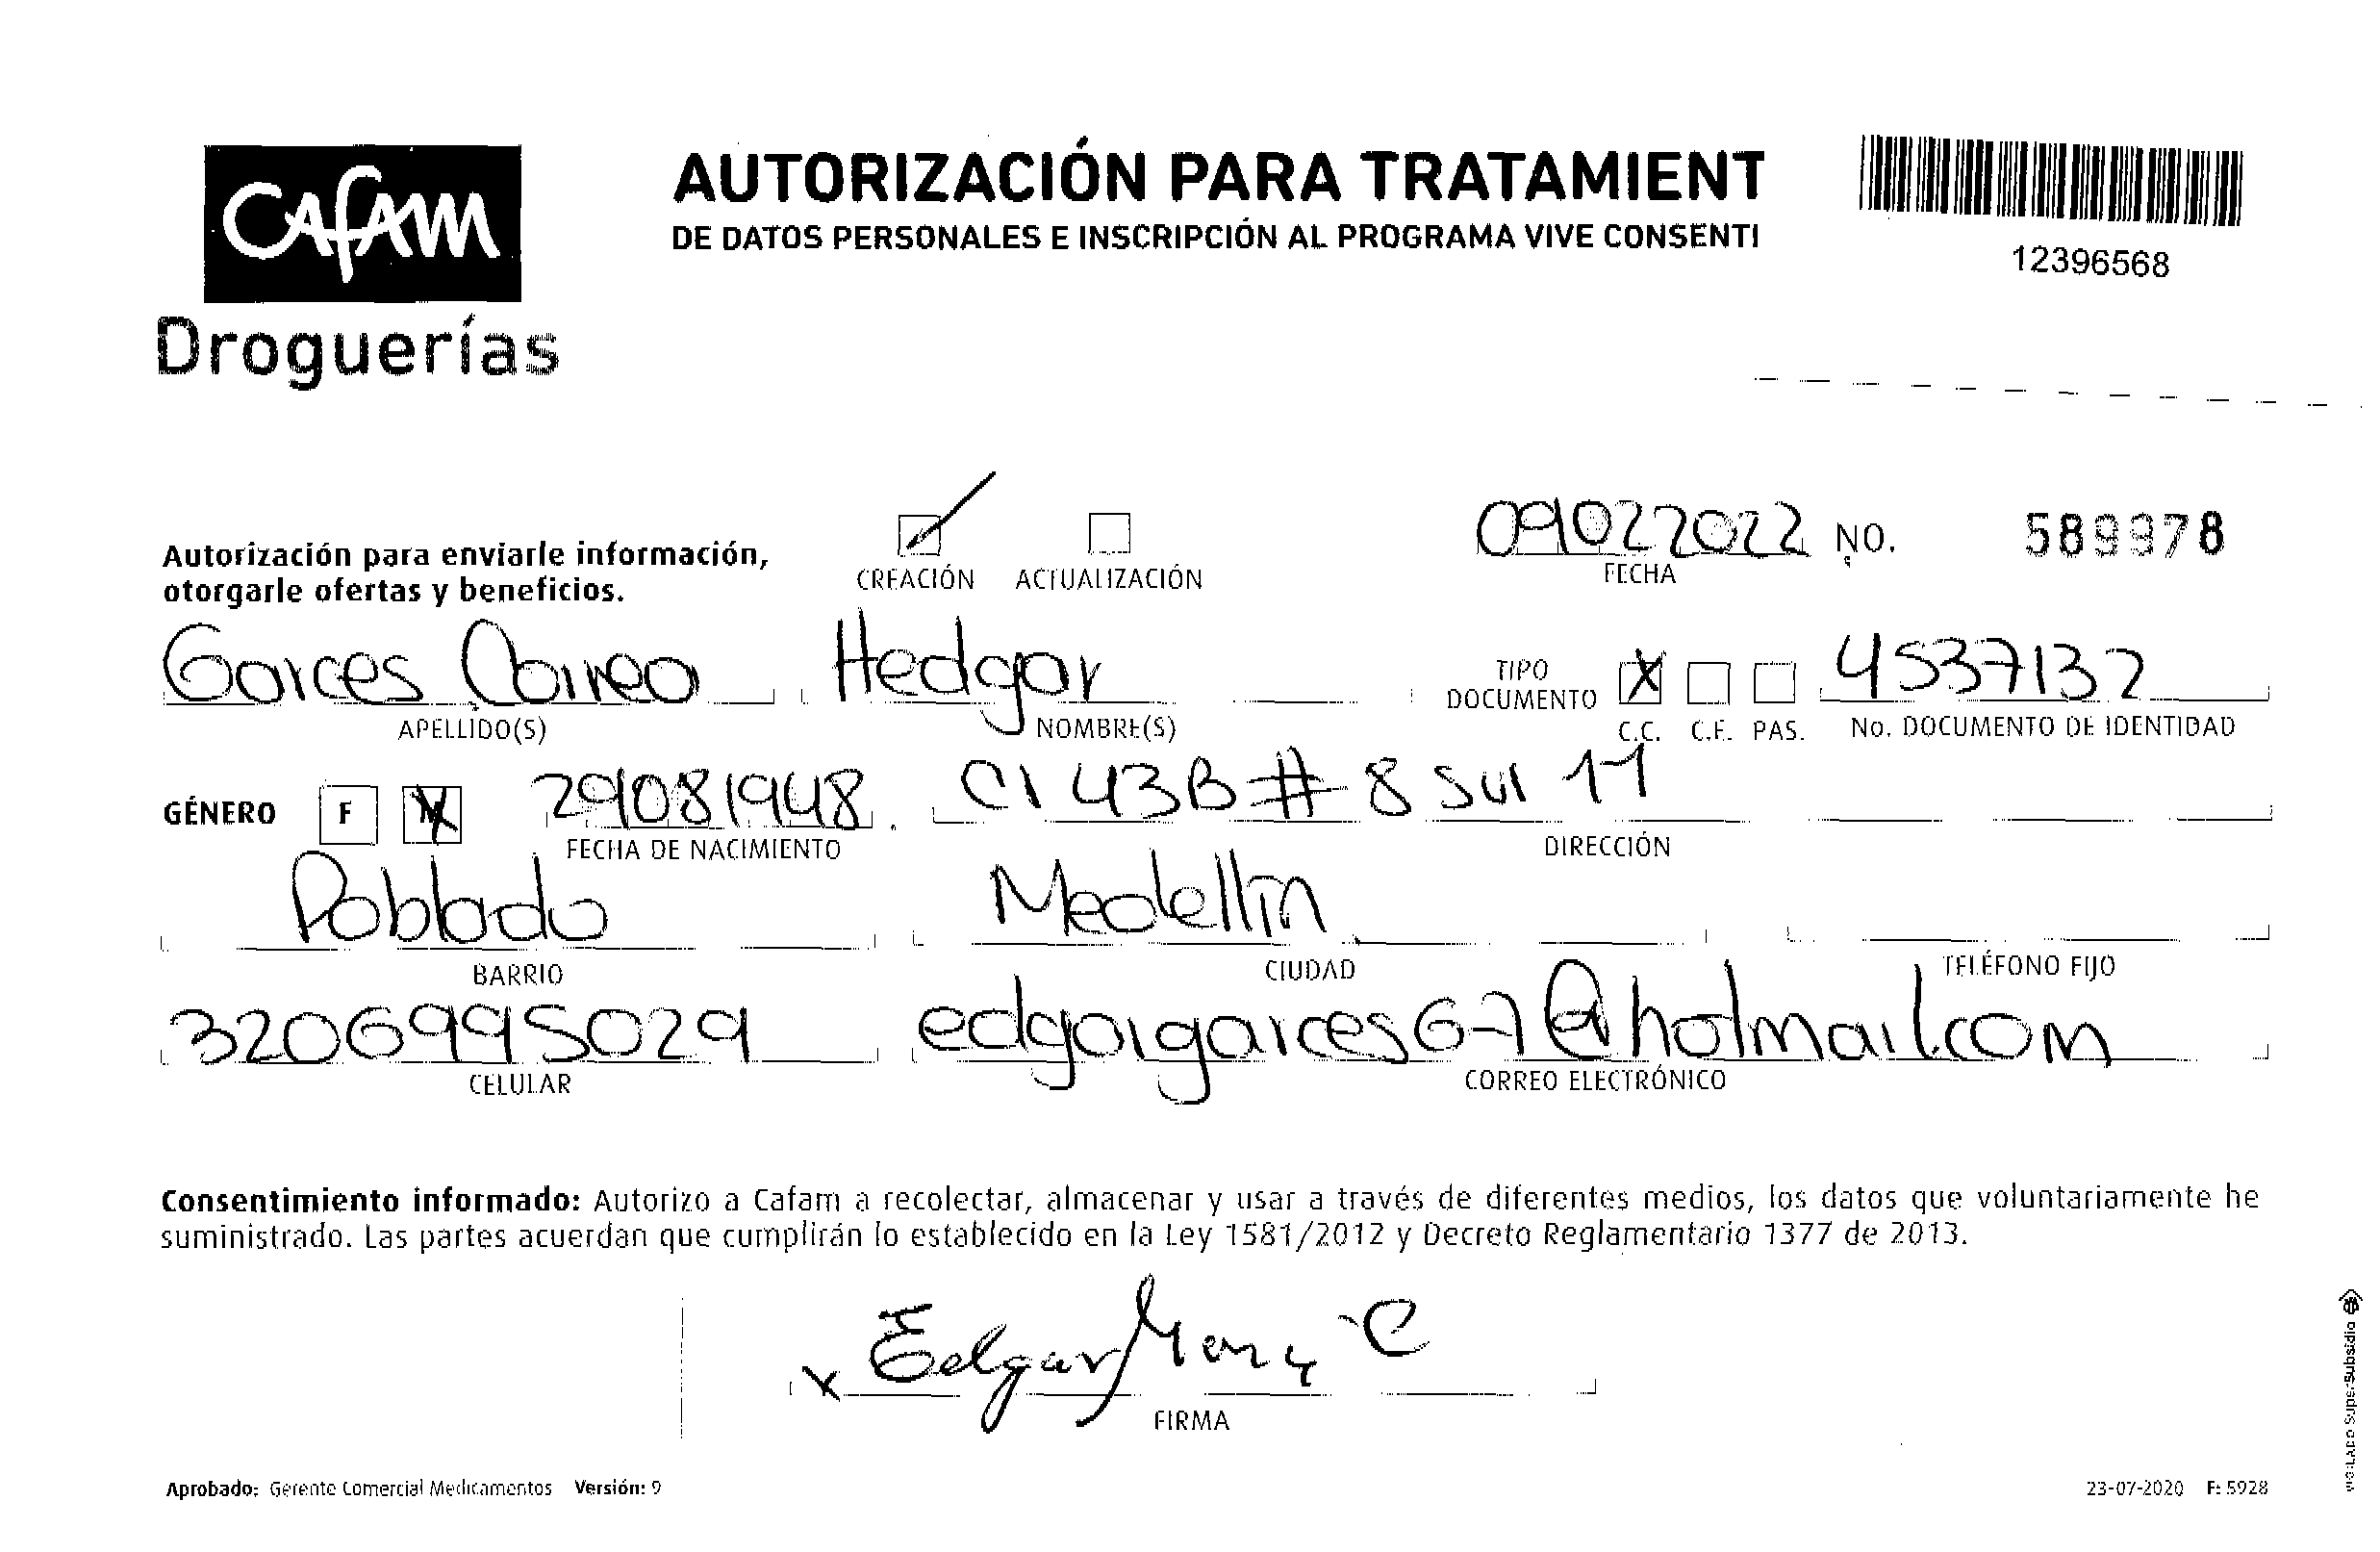 CAFAM
Droguerías
AUTORIZACIÓN PARA TRATAMIENT
DE DATOS PERSONALES E INSCRIPCIÓN AL PROGRAMA VIVE CONSENTI
12396568
Autorización para enviarle información,
otorgarle ofertas y beneficios.
CREACIÓN ACTUALIZACIÓN
09022022 NO. 589978
FECHA
Garces Correa Hedgar TIPO DOCUMENTO X 4537132
APELLIDO(S) NOMBRE(S) C.C. C.E. PAS. No. DOCUMENTO DE IDENTIDAD
GÉNERO F M 29081948 Cl 43B # 8 Sur 11
FECHA DE NACIMIENTO DIRECCIÓN
Poblado Medellin
BARRIO CIUDAD TELÉFONO FIJO
3206995029 edgargarces67@hotmail.com
CELULAR CORREO ELECTRÓNICO
Consentimiento informado: Autorizo a Cafam a recolectar, almacenar y usar a través de diferentes medios, los datos que voluntariamente he
suministrado. Las partes acuerdan que cumplirán lo establecido en la Ley 1581/2012 y Decreto Reglamentario 1377 de 2013.
x Edgar C
FIRMA
Aprobado: Gerente Comercial Medicamentos Versión: 9
23-07-2020 F: 5928
VIGILADO SuperSubsidio